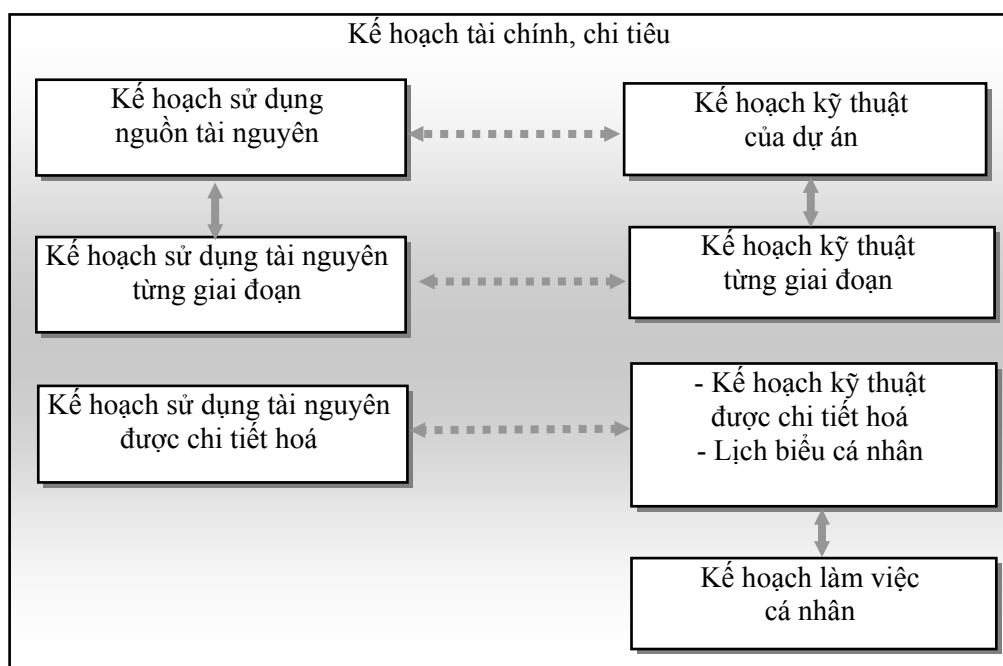 Kế hoạch tài chính, chi tiêu
Kế hoạch sử dụng
nguồn tài nguyên
Kế hoạch kỹ thuật
của dự án
Kế hoạch sử dụng tài nguyên
từng giai đoạn
Kế hoạch kỹ thuật
từng giai đoạn
Kế hoạch sử dụng tài nguyên
được chi tiết hoá
- Kế hoạch kỹ thuật
được chi tiết hoá
- Lịch biểu cá nhân
Kế hoạch làm việc
cá nhân